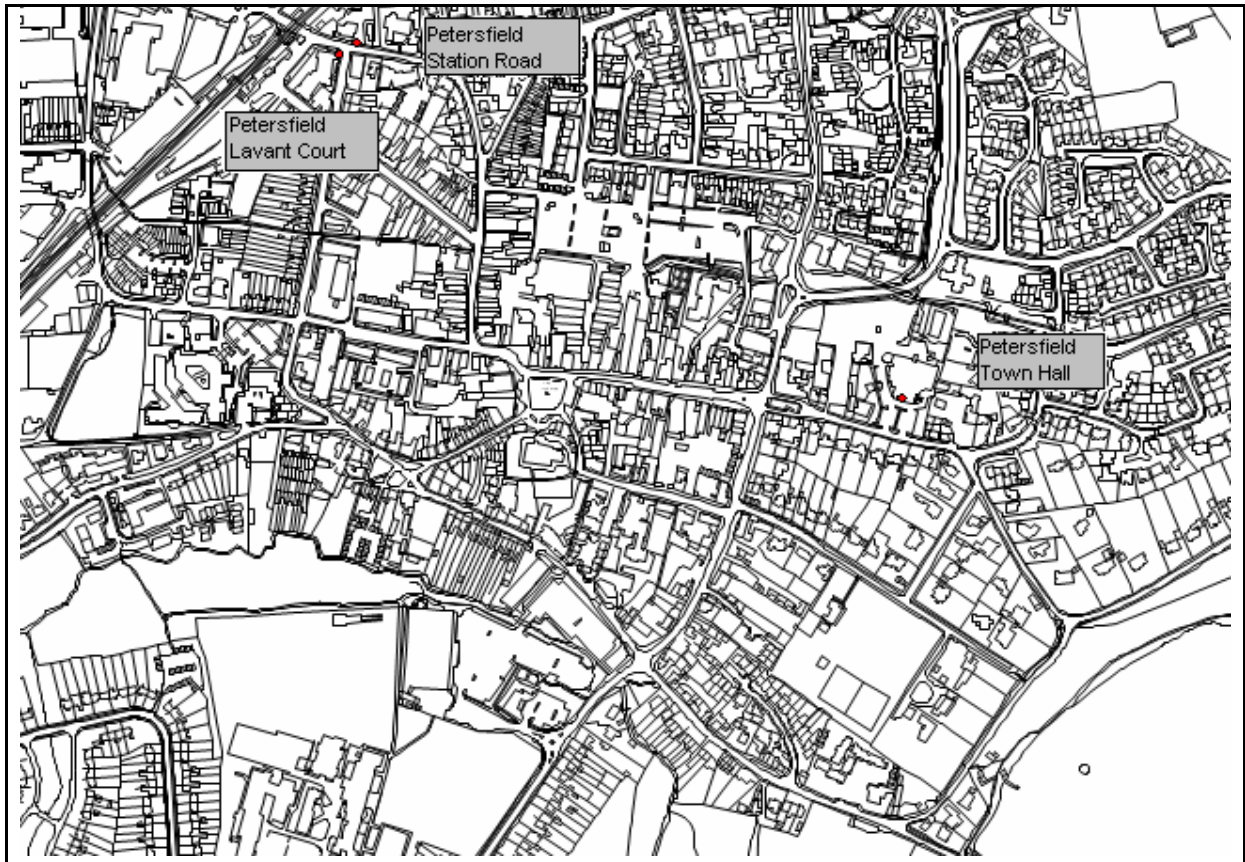 Petersfield
Station Road
Petersfield
Lavant Court
Petersfield
Town Hall